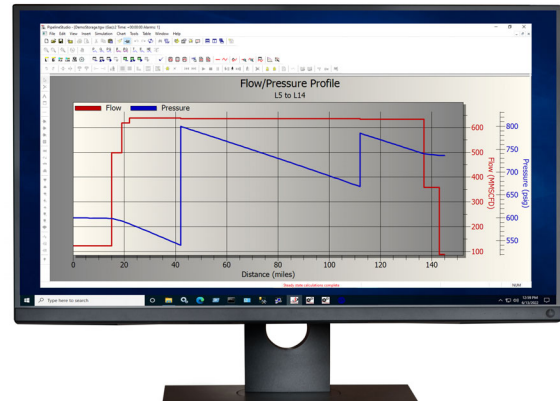 PipelineStudio
File Edit View Insert Simulation Chart Tools Table Window Help
Flow/Pressure Profile
L5 to L14
Flow
Pressure
600
500
400
300
200
100
Flow (MMSCFD)
800
750
700
650
600
550
Pressure (psig)
0 20 40 60 80 100 120 140
Distance (miles)
Steady state calculations complete
NUM
Type here to search